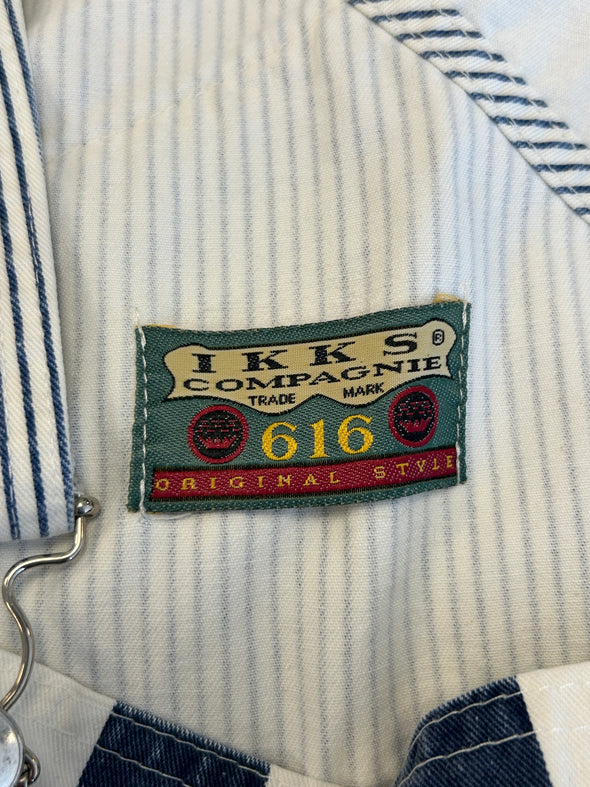 IKKS®
COMPAGNIE
TRADE MARK
616
ORIGINAL STYLE